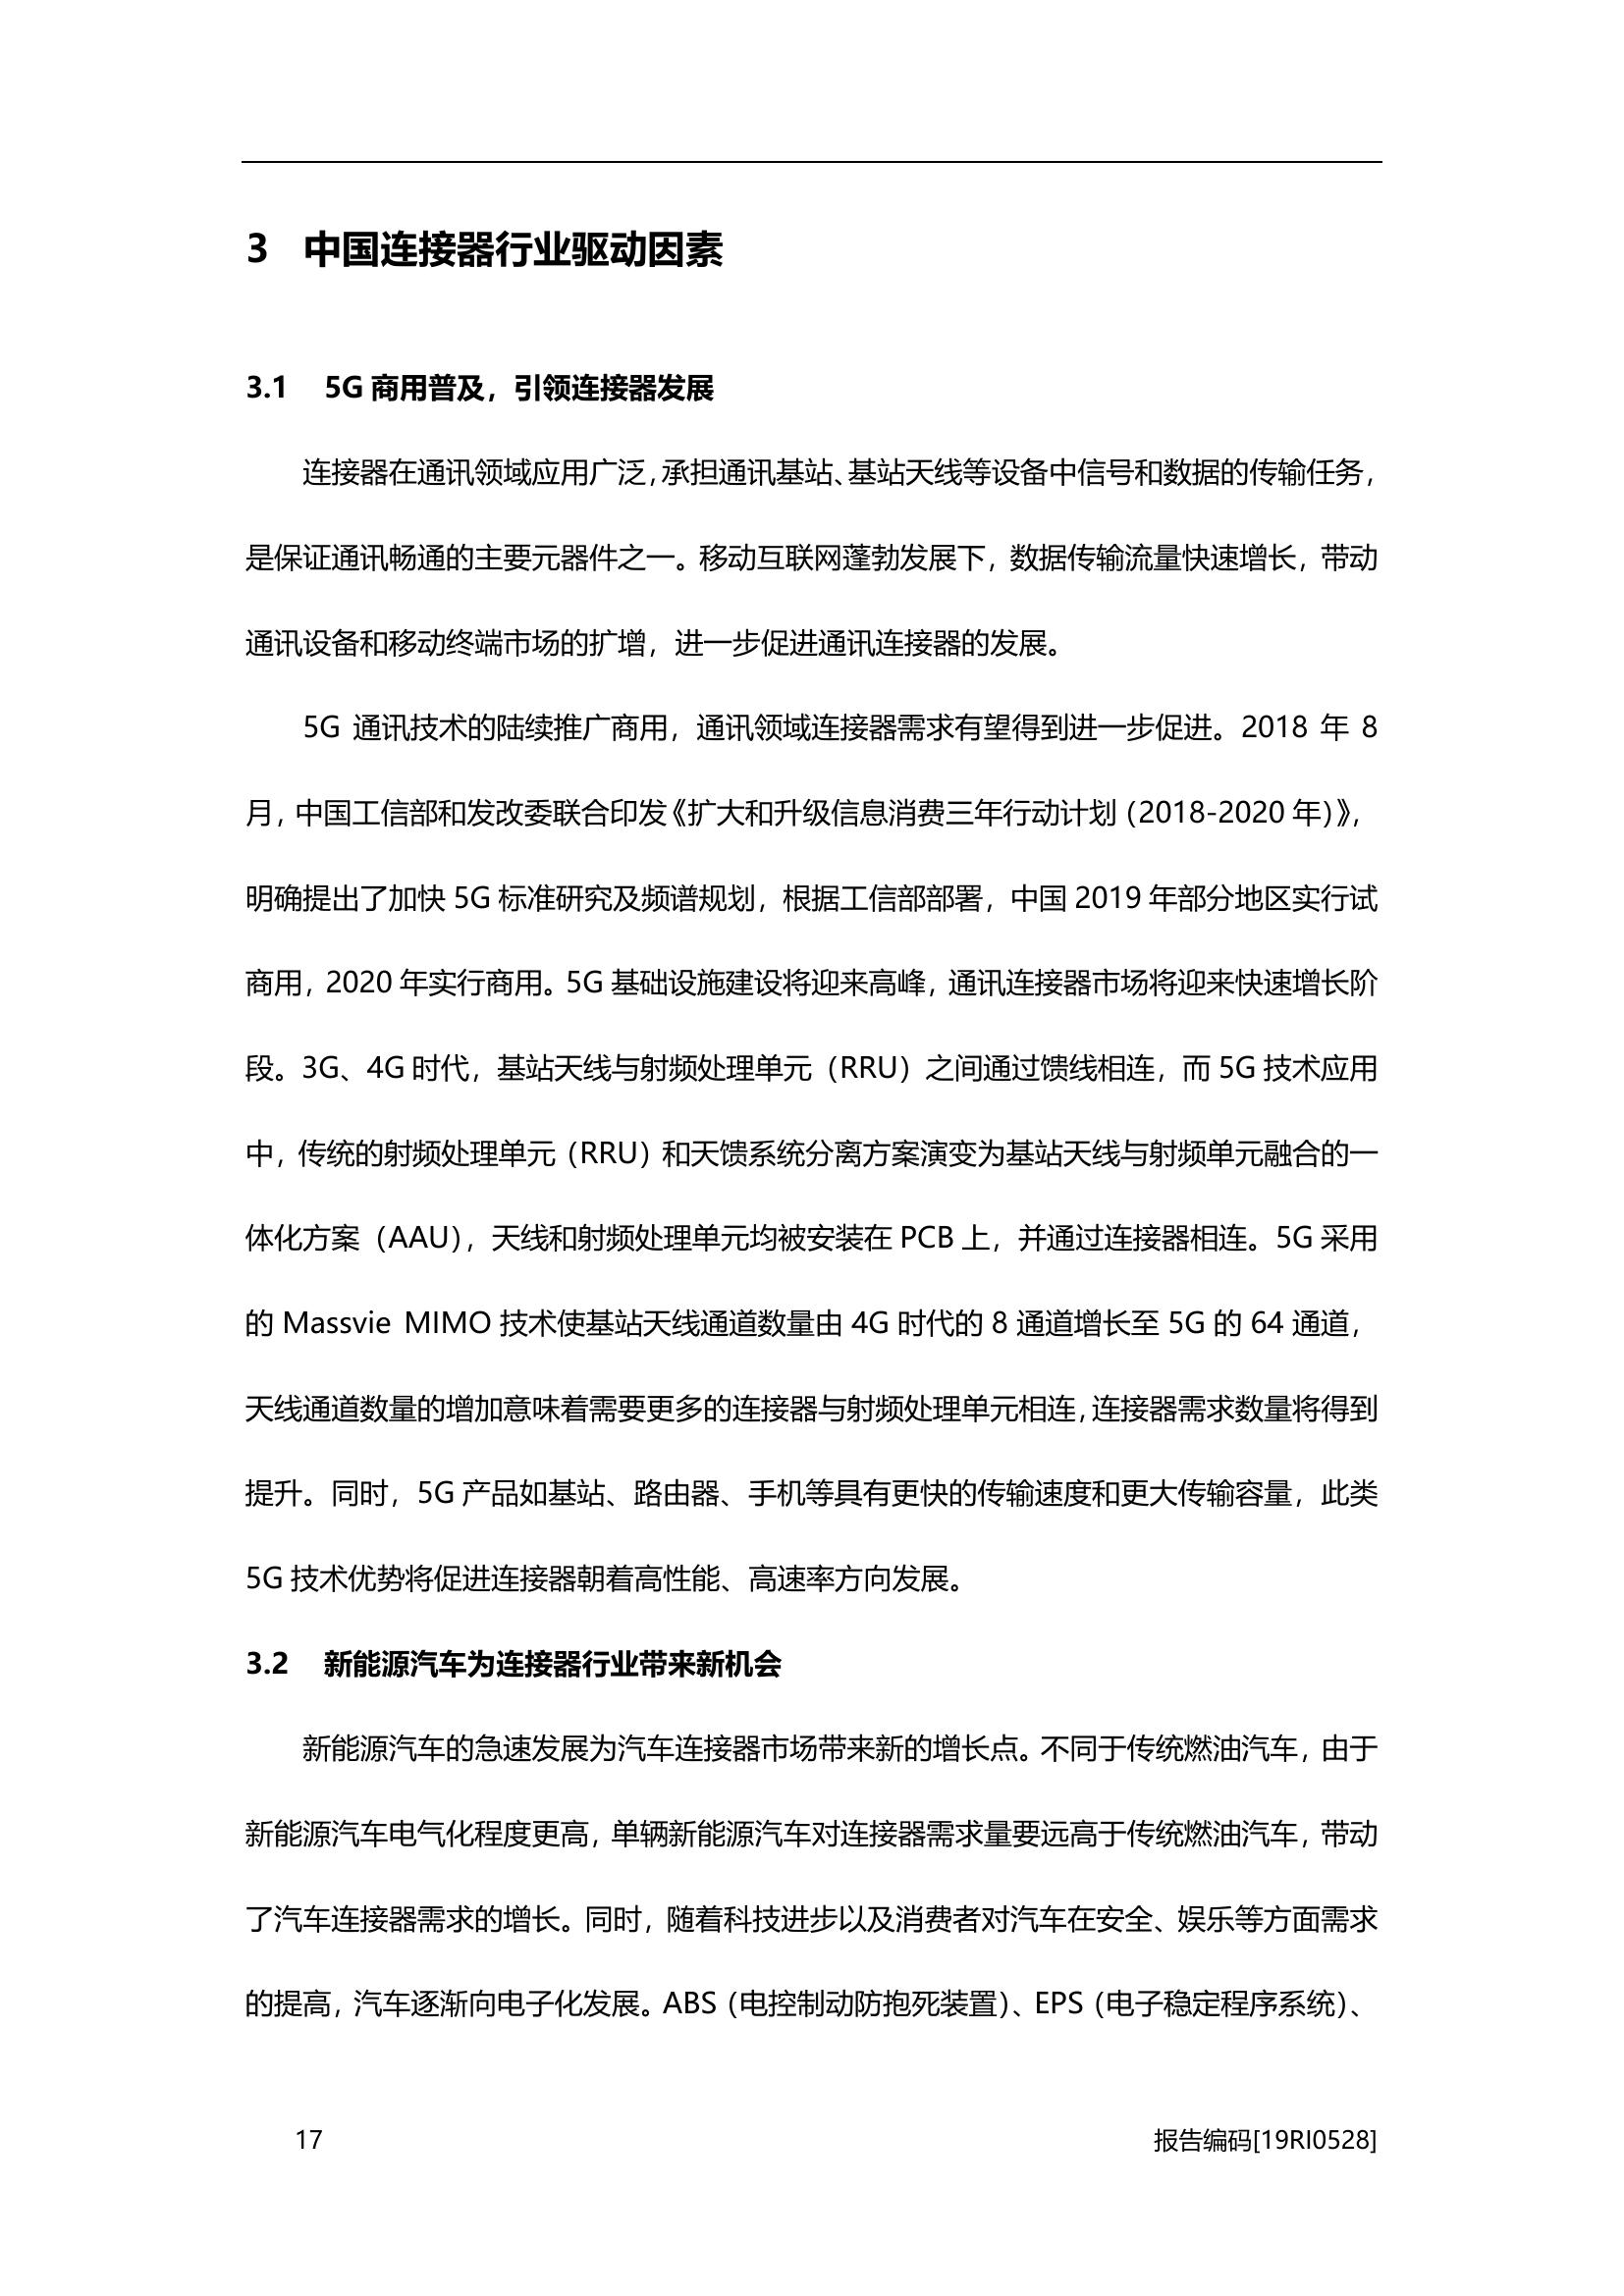 3 中国连接器行业驱动因素
3.1 5G 商用普及，引领连接器发展
连接器在通讯领域应用广泛，承担通讯基站、基站天线等设备中信号和数据的传输任务，
是保证通讯畅通的主要元器件之一。移动互联网蓬勃发展下，数据传输流量快速增长，带动
通讯设备和移动终端市场的扩增，进一步促进通讯连接器的发展。
5G 通讯技术的陆续推广商用，通讯领域连接器需求有望得到进一步促进。2018 年 8
月，中国工信部和发改委联合印发《扩大和升级信息消费三年行动计划（2018-2020 年）》，
明确提出了加快 5G 标准研究及频谱规划，根据工信部部署，中国 2019 年部分地区实行试
商用，2020 年实行商用。5G 基础设施建设将迎来高峰，通讯连接器市场将迎来快速增长阶
段。3G、4G 时代，基站天线与射频处理单元（RRU）之间通过馈线相连，而 5G 技术应用
中，传统的射频处理单元（RRU）和天馈系统分离方案演变为基站天线与射频单元融合的一
体化方案（AAU），天线和射频处理单元均被安装在 PCB 上，并通过连接器相连。5G 采用
的 Massvie MIMO 技术使基站天线通道数量由 4G 时代的 8 通道增长至 5G 的 64 通道，
天线通道数量的增加意味着需要更多的连接器与射频处理单元相连，连接器需求数量将得到
提升。同时，5G 产品如基站、路由器、手机等具有更快的传输速度和更大传输容量，此类
5G 技术优势将促进连接器朝着高性能、高速率方向发展。
3.2 新能源汽车为连接器行业带来新机会
新能源汽车的急速发展为汽车连接器市场带来新的增长点。不同于传统燃油汽车，由于
新能源汽车电气化程度更高，单辆新能源汽车对连接器需求量要远高于传统燃油汽车，带动
了汽车连接器需求的增长。同时，随着科技进步以及消费者对汽车在安全、娱乐等方面需求
的提高，汽车逐渐向电子化发展。ABS（电控制动防抱死装置）、EPS（电子稳定程序系统）、
17 报告编码[19RI0528]